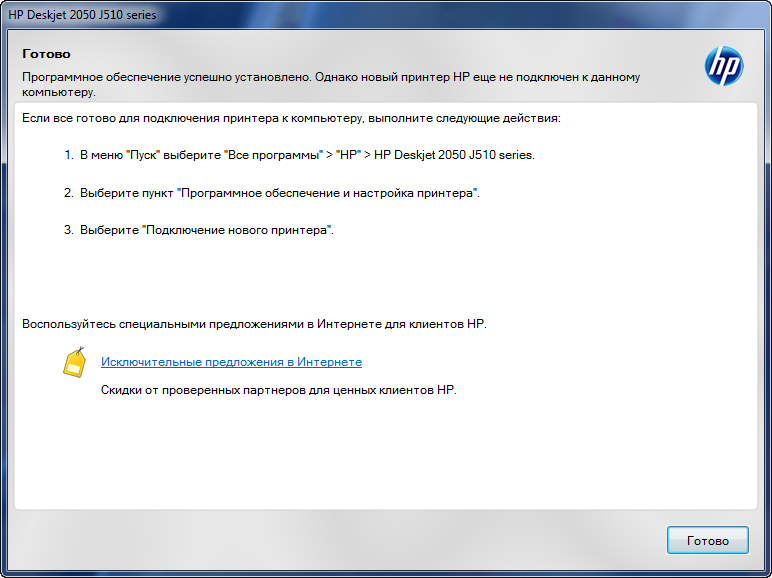 HP Deskjet 2050 J510 series
Готово
Программное обеспечение успешно установлено. Однако новый принтер HP еще не подключен к данному
компьютеру.
hp
Если все готово для подключения принтера к компьютеру, выполните следующие действия:
1. В меню "Пуск" выберите "Все программы" > "HP" > HP Deskjet 2050 J510 series.
2. Выберите пункт "Программное обеспечение и настройка принтера".
3. Выберите "Подключение нового принтера".
Воспользуйтесь специальными предложениями в Интернете для клиентов HP.
Исключительные предложения в Интернете
Скидки от проверенных партнеров для ценных клиентов HP.
Готово